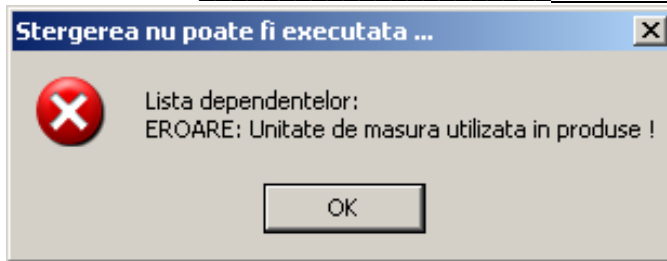 Stergerea nu poate fi executata ...
Lista dependentelor:
EROARE: Unitate de masura utilizata in produse !
OK